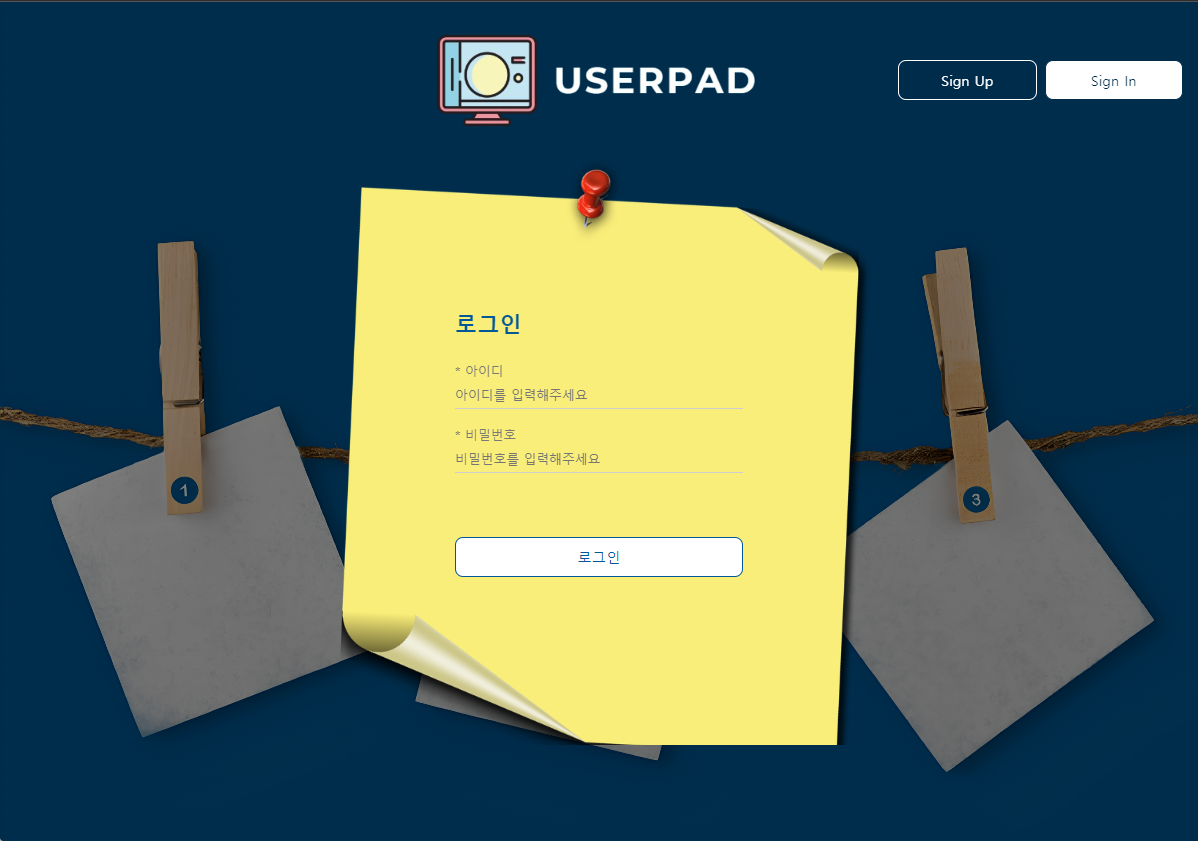 USERPAD
Sign Up
Sign In
로그인
* 아이디
아이디를 입력해주세요
* 비밀번호
비밀번호를 입력해주세요
로그인
1
3